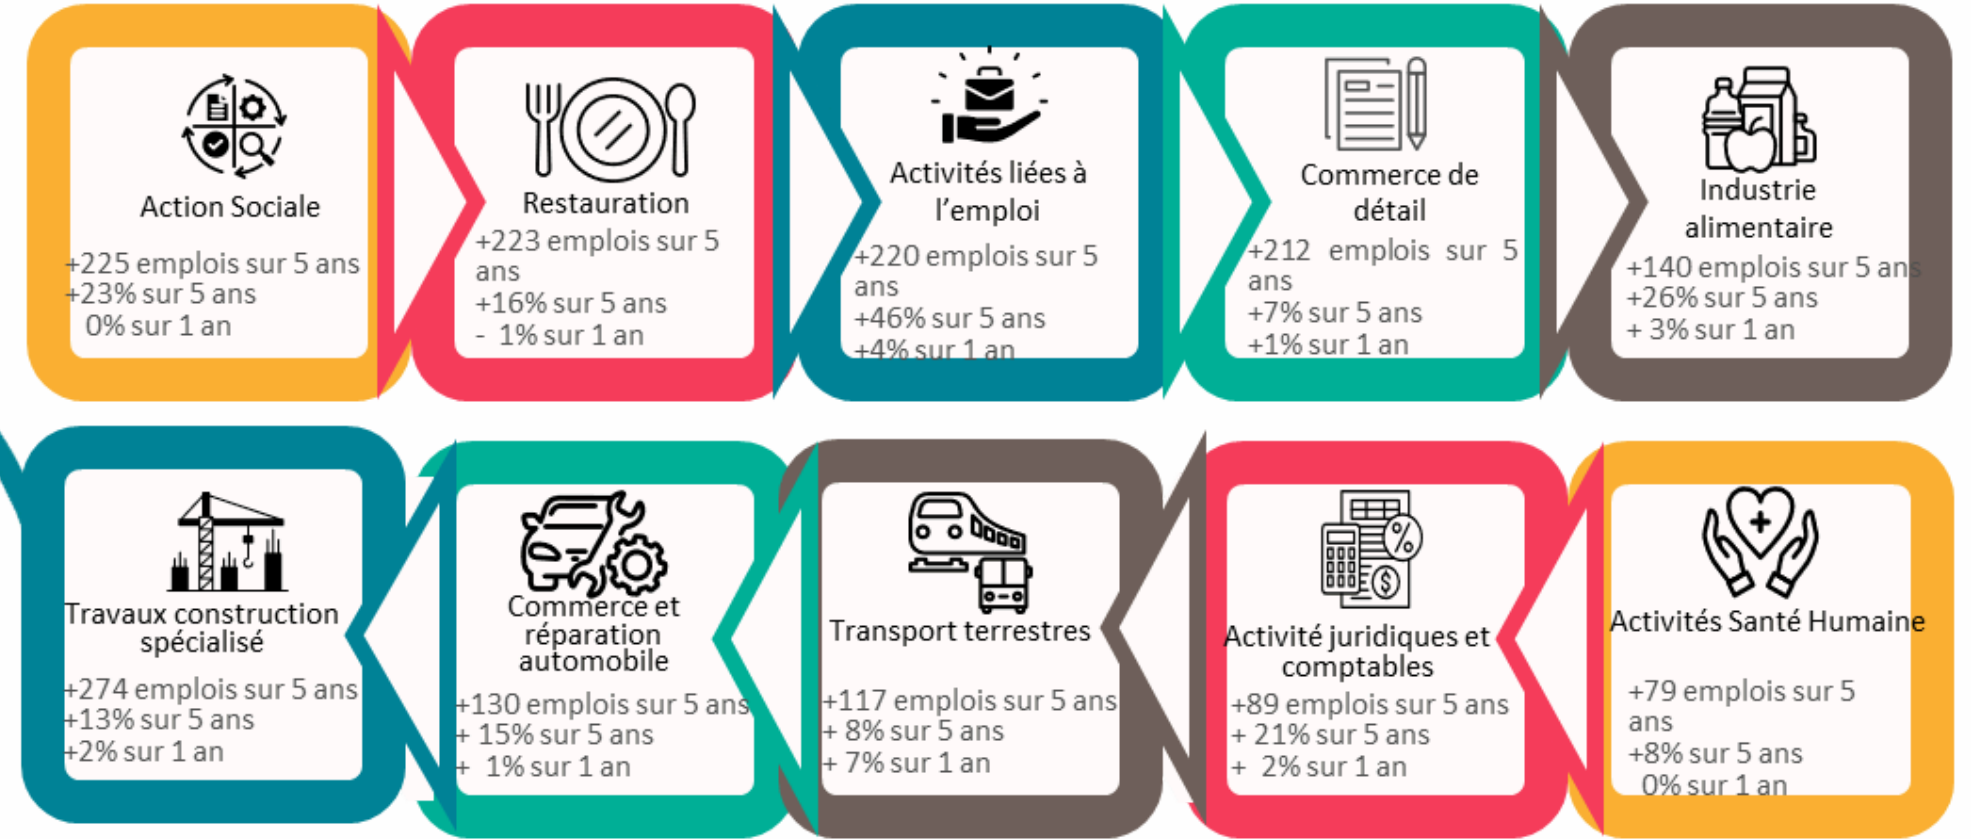 Action Sociale
+225 emplois sur 5 ans
+23% sur 5 ans
0% sur 1 an
Restauration
+223 emplois sur 5
ans
+16% sur 5 ans
- 1% sur 1 an
Activités liées à
l'emploi
+220 emplois sur 5
ans
+46% sur 5 ans
+4% sur 1 an
Commerce de
détail
+212 emplois sur 5
ans
+7% sur 5 ans
+1% sur 1 an
Industrie
alimentaire
+140 emplois sur 5 ans
+26% sur 5 ans
+ 3% sur 1 an
Travaux construction
spécialisé
+274 emplois sur 5 ans
+13% sur 5 ans
+2% sur 1 an
Commerce et
réparation
automobile
+130 emplois sur 5 ans
+ 15% sur 5 ans
+ 1% sur 1 an
Transport terrestres
+117 emplois sur 5 ans
+ 8% sur 5 ans
+ 7% sur 1 an
%
$
Activité juridiques et
comptables
+89 emplois sur 5 ans
+ 21% sur 5 ans
+ 2% sur 1 an
Activités Santé Humaine
+79 emplois sur 5
ans
+8% sur 5 ans
0% sur 1 an